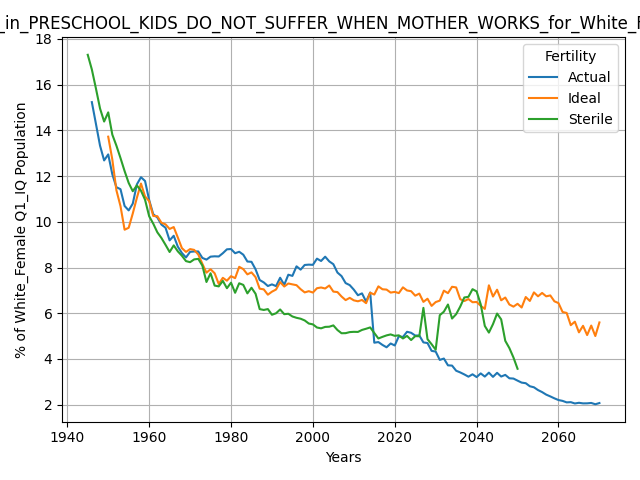 _in_PRESCHOOL_KIDS_DO_NOT_SUFFER_WHEN_MOTHER_WORKS_for_White_
% of White_Female Q1_IQ Population
18
16
14
12
10
8
6
4
2
Fertility
Actual
Ideal
Sterile
1940
1960
1980
2000
2020
2040
2060
Years